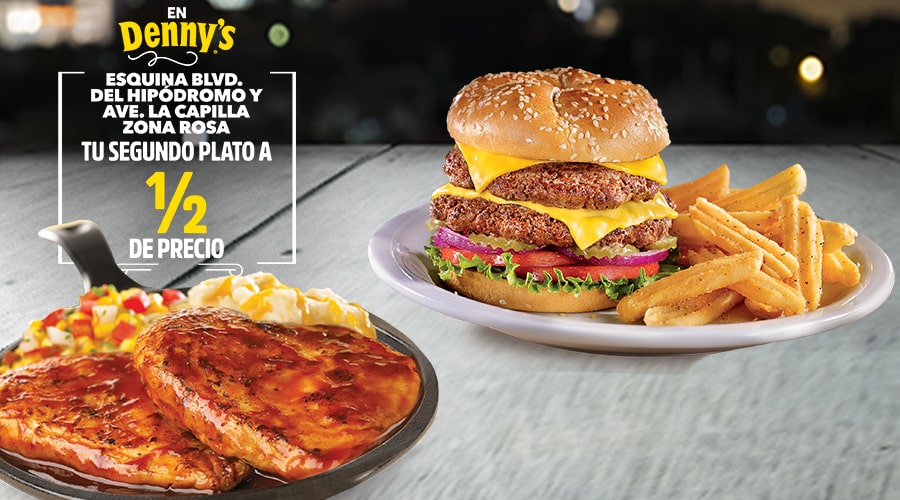 EN
Denny's
ESQUINA BLVD.
DEL HIPÓDROMO Y
AVE. LA CAPILLA
ZONA ROSA
TU SEGUNDO PLATO A
1/2
DE PRECIO